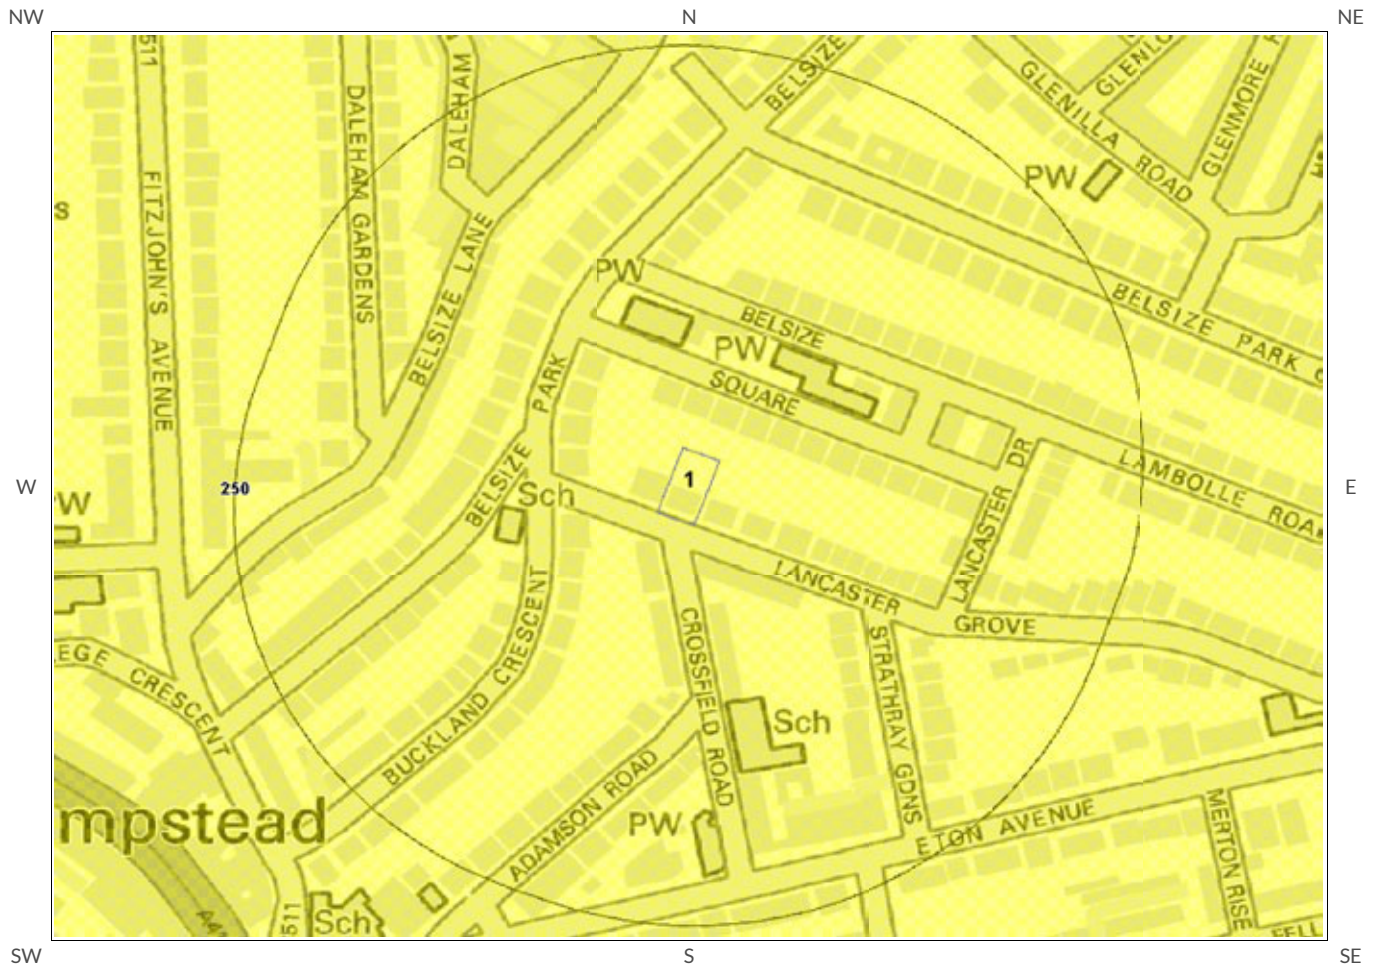 NW
N
NE
511
DALEHAM
BELSIZE
GLENILLA ROAD
GLENMORE
DALEHAM GARDENS
FITZJOHN'S AVENUE
PW
S
BELSIZE LANE
PW
BELSIZE PARK
BELSIZE
PW
SQUARE
PARK
DR
LAMBOLLE
W
250
PW
BELSIZE
Sch
1
E
LANCASTER
LANCASTER
GROVE
CRESCENT
BUCKLAND CRESCENT
CROSSFIELD ROAD
STRATHRAY GDNS
Sch
mpstead
ADAMSON ROAD
PW
ETON AVENUE
MERTON RISE
511
Sch
SW
S
SE